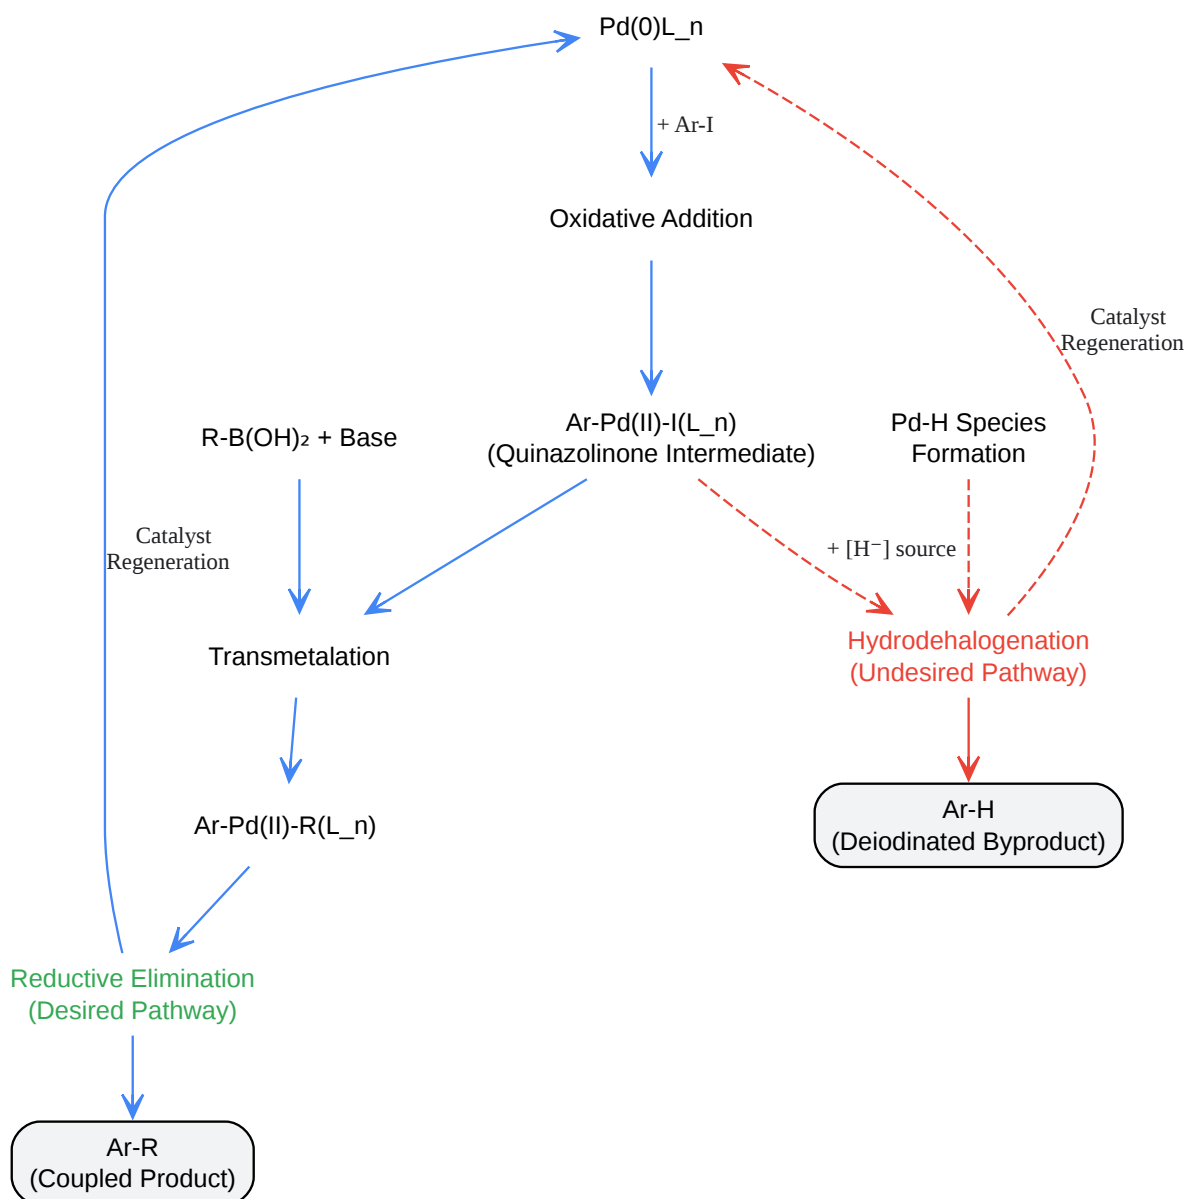 Pd(0)L_n
+ Ar-I
Oxidative Addition
Catalyst
Regeneration
R-B(OH)₂ + Base
Ar-Pd(II)-I(L_n)
(Quinazolinone Intermediate)
Pd-H Species
Formation
Catalyst
Regeneration
+ [H⁻] source
Transmetalation
Hydrodehalogenation
(Undesired Pathway)
Ar-Pd(II)-R(L_n)
Ar-H
(Deiodinated Byproduct)
Reductive Elimination
(Desired Pathway)
Ar-R
(Coupled Product)